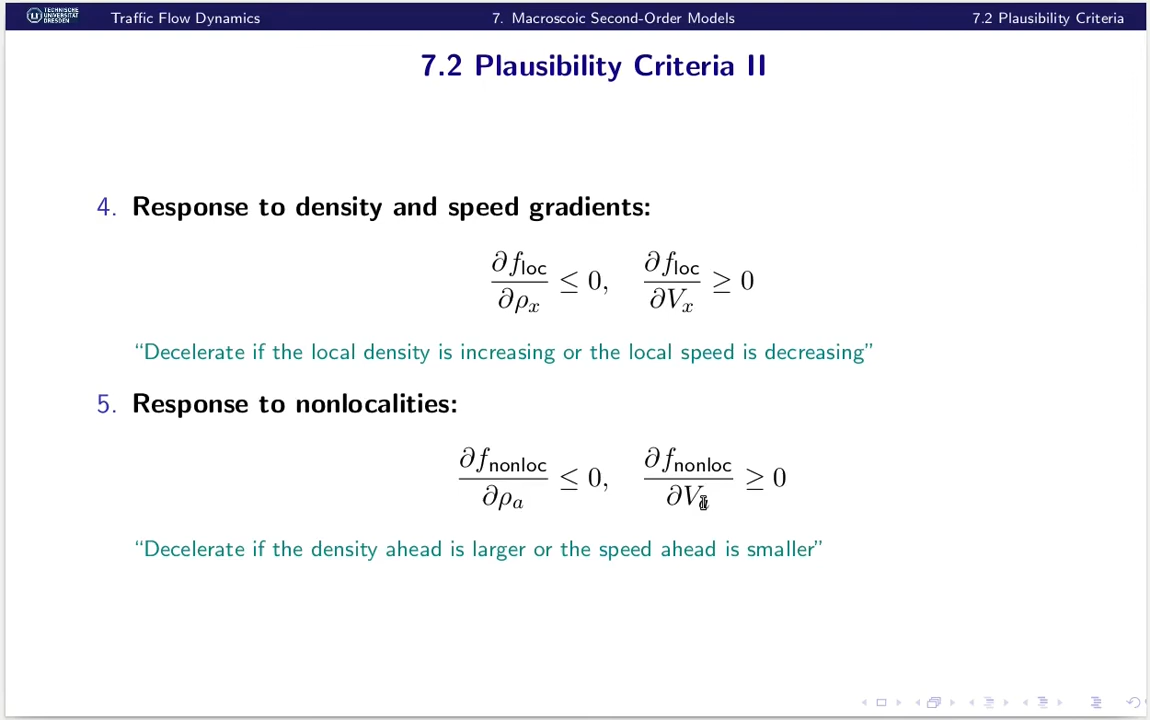 TECHNISCHE
UNIVERSITÄT
DRESDEN
Traffic Flow Dynamics
7. Macroscoic Second-Order Models
7.2 Plausibility Criteria
7.2 Plausibility Criteria II
4. Response to density and speed gradients:
∂f_loc/∂ρ_x ≤ 0, ∂f_loc/∂V_x ≥ 0
“Decelerate if the local density is increasing or the local speed is decreasing”
5. Response to nonlocalities:
∂f_nonloc/∂ρ_a ≤ 0, ∂f_nonloc/∂V ≥ 0
“Decelerate if the density ahead is larger or the speed ahead is smaller”